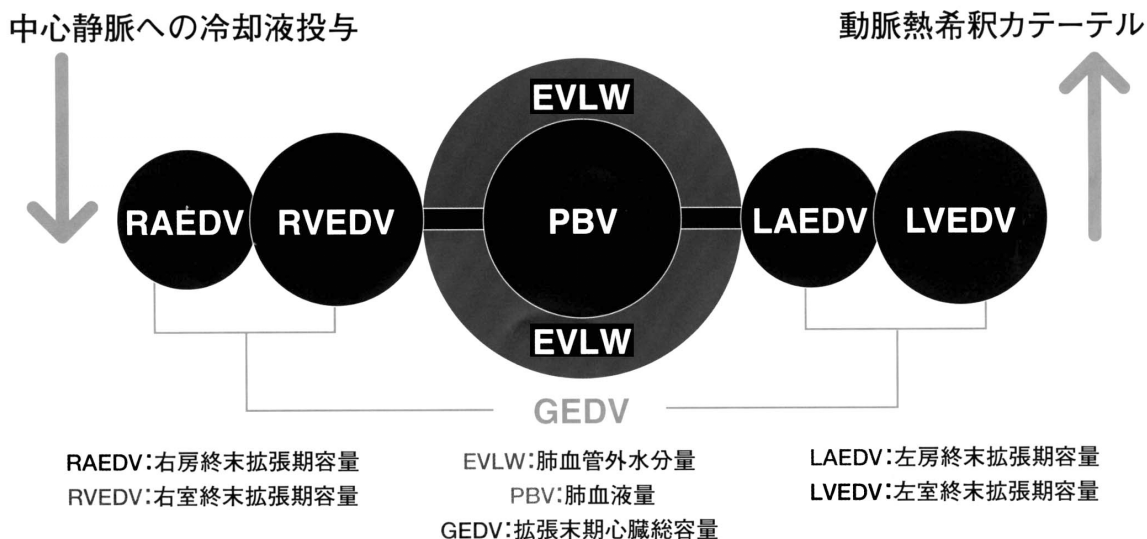 中心静脈への冷却液投与
動脈熱希釈カテーテル
EVLW
RAEDV
RVEDV
PBV
LAEDV
LVEDV
EVLW
GEDV
RAEDV:右房終末拡張期容量
RVEDV:右室終末拡張期容量
EVLW:肺血管外水分量
PBV:肺血液量
GEDV:拡張末期心臓総容量
LAEDV:左房終末拡張期容量
LVEDV:左室終末拡張期容量